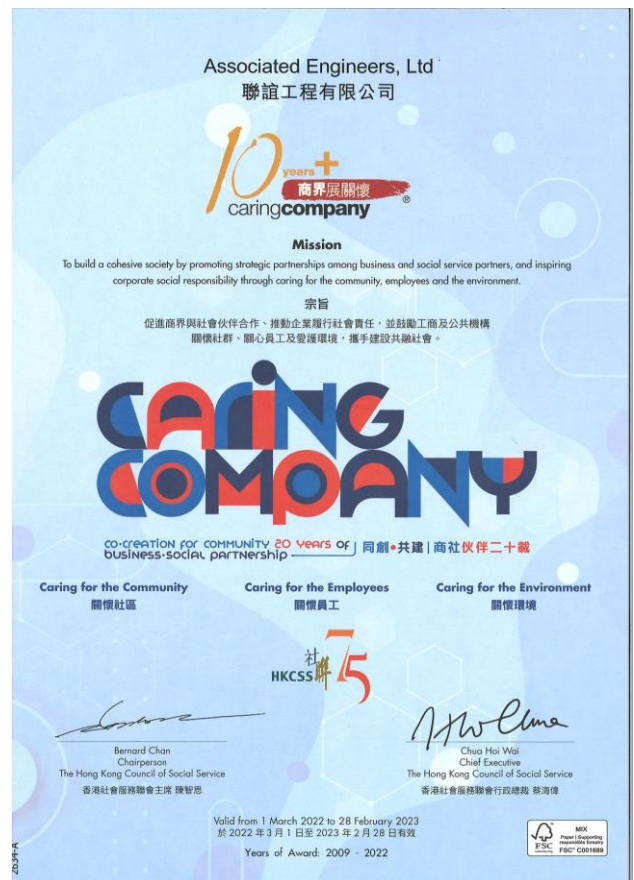 Associated Engineers, Ltd
聯誼工程有限公司
10 years +
商界展關懷
caringcompany ®
Mission
To build a cohesive society by promoting strategic partnerships among business and social service partners, and inspiring
corporate social responsibility through caring for the community, employees and the environment.
宗旨
促進商界與社會伙伴合作、推動企業履行社會責任，並鼓勵工商及公共機構
關懷社群、關心員工及愛護環境，攜手建設共融社會。
CARING
COMPANY
CO-CREATION FOR COMMUNITY 20 YEARS OF
BUSINESS-SOCIAL PARTNERSHIP
同創•共建 | 商社伙伴二十載
Caring for the Community
關懷社區
Caring for the Employees
關懷員工
Caring for the Environment
關懷環境
HKCSS 社聯 75
Bernard Chan
Chairperson
The Hong Kong Council of Social Service
香港社會服務聯會主席 陳智思
Chua Hoi Wai
Chief Executive
The Hong Kong Council of Social Service
香港社會服務聯會行政總裁 蔡海偉
Valid from 1 March 2022 to 28 February 2023
於 2022 年 3 月 1 日至 2023 年 2 月 28 日有效
Years of Award: 2009 - 2022
FSC
MIX
Paper | Supporting
responsible forestry
FSC™ C001689
2634-A